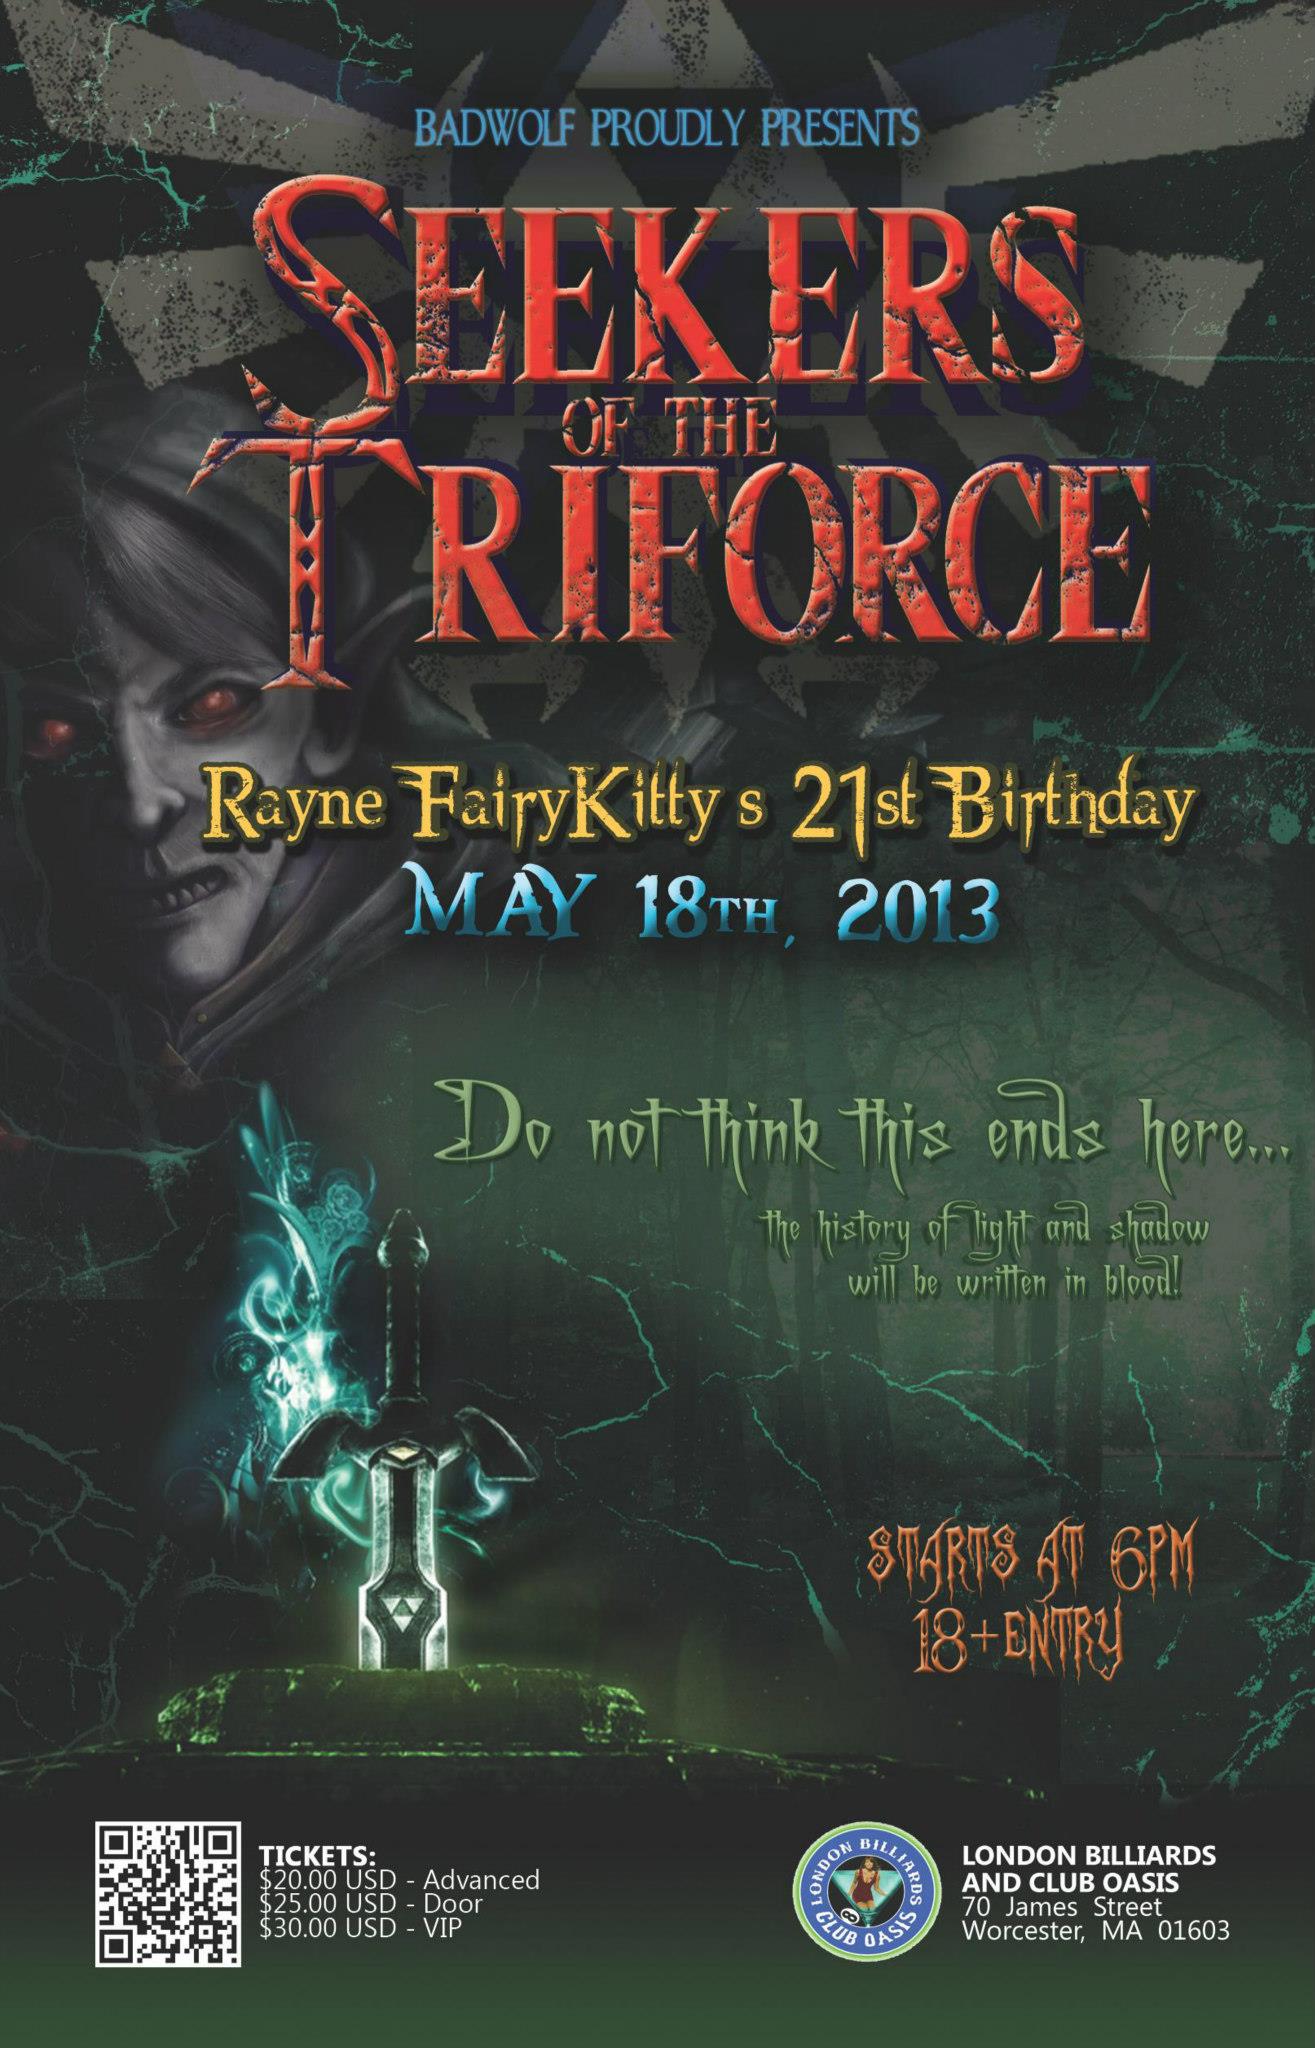 BADWOLF PROUDLY PRESENTS
SEEKERS
OF THE
TRIFORCE
Rayne FairyKitty s 21st Birthday
MAY 18TH, 2013
Do not think this ends here...
the history of light and shadow
will be written in blood!
STARTS AT 6PM
18+ENTRY
TICKETS:
$20.00 USD - Advanced
$25.00 USD - Door
$30.00 USD - VIP
LONDON BILLIARDS
8
CLUB OASIS
LONDON BILLIARDS
AND CLUB OASIS
70 James Street
Worcester, MA 01603